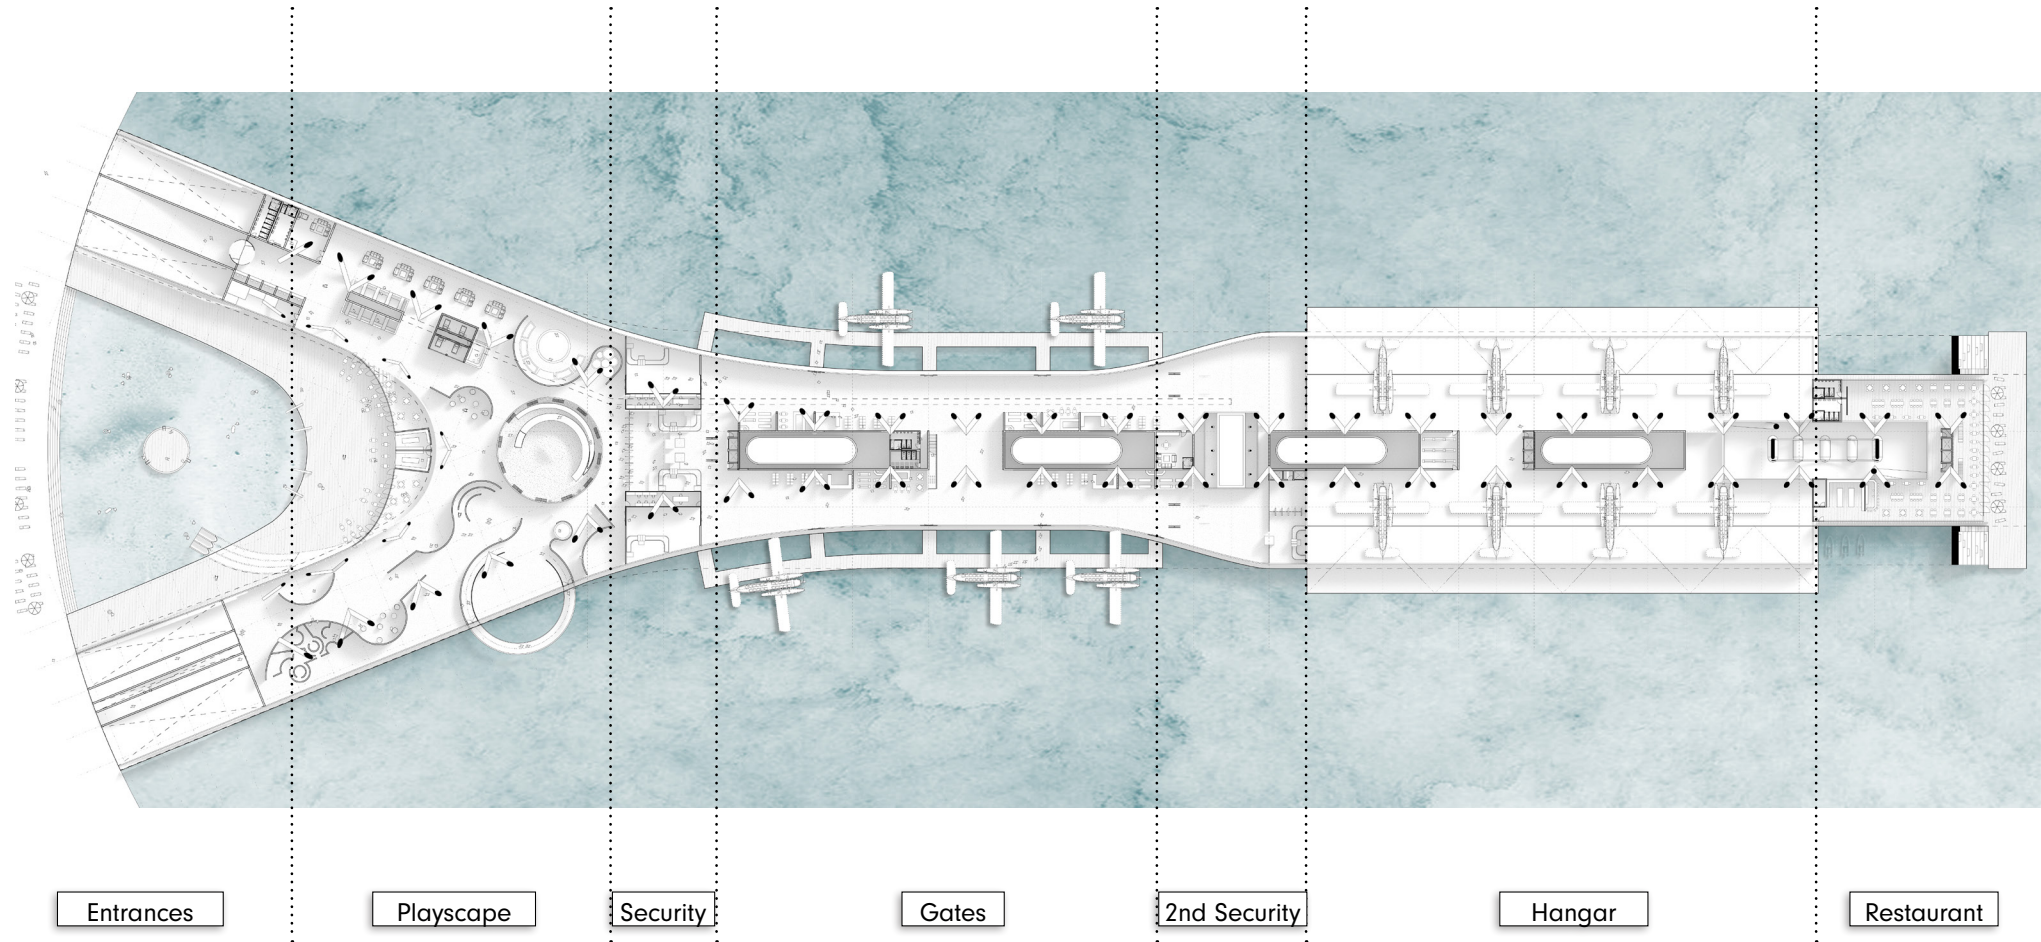 Entrances
Playscape
Security
Gates
2nd Security
Hangar
Restaurant